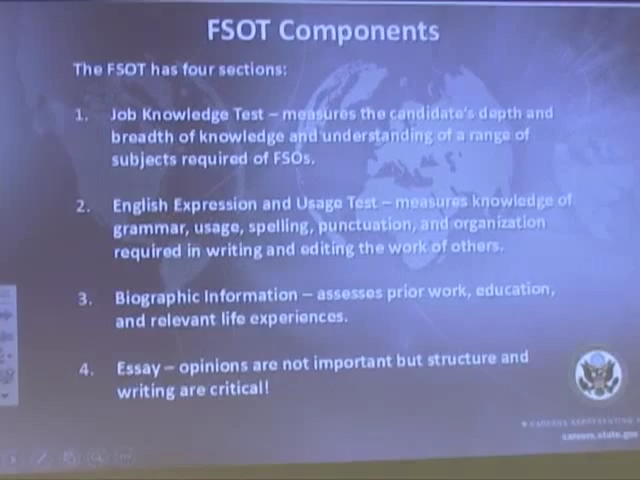 FSOT Components
The FSOT has four sections:
1. Job Knowledge Test – measures the candidate's depth and
breadth of knowledge and understanding of a range of
subjects required of FSOs.
2. English Expression and Usage Test – measures knowledge of
grammar, usage, spelling, punctuation, and organization
required in writing and editing the work of others.
3. Biographic Information – assesses prior work, education,
and relevant life experiences.
4. Essay – opinions are not important but structure and
writing are critical!
CAREERS REPRESENTING
careers.state.gov